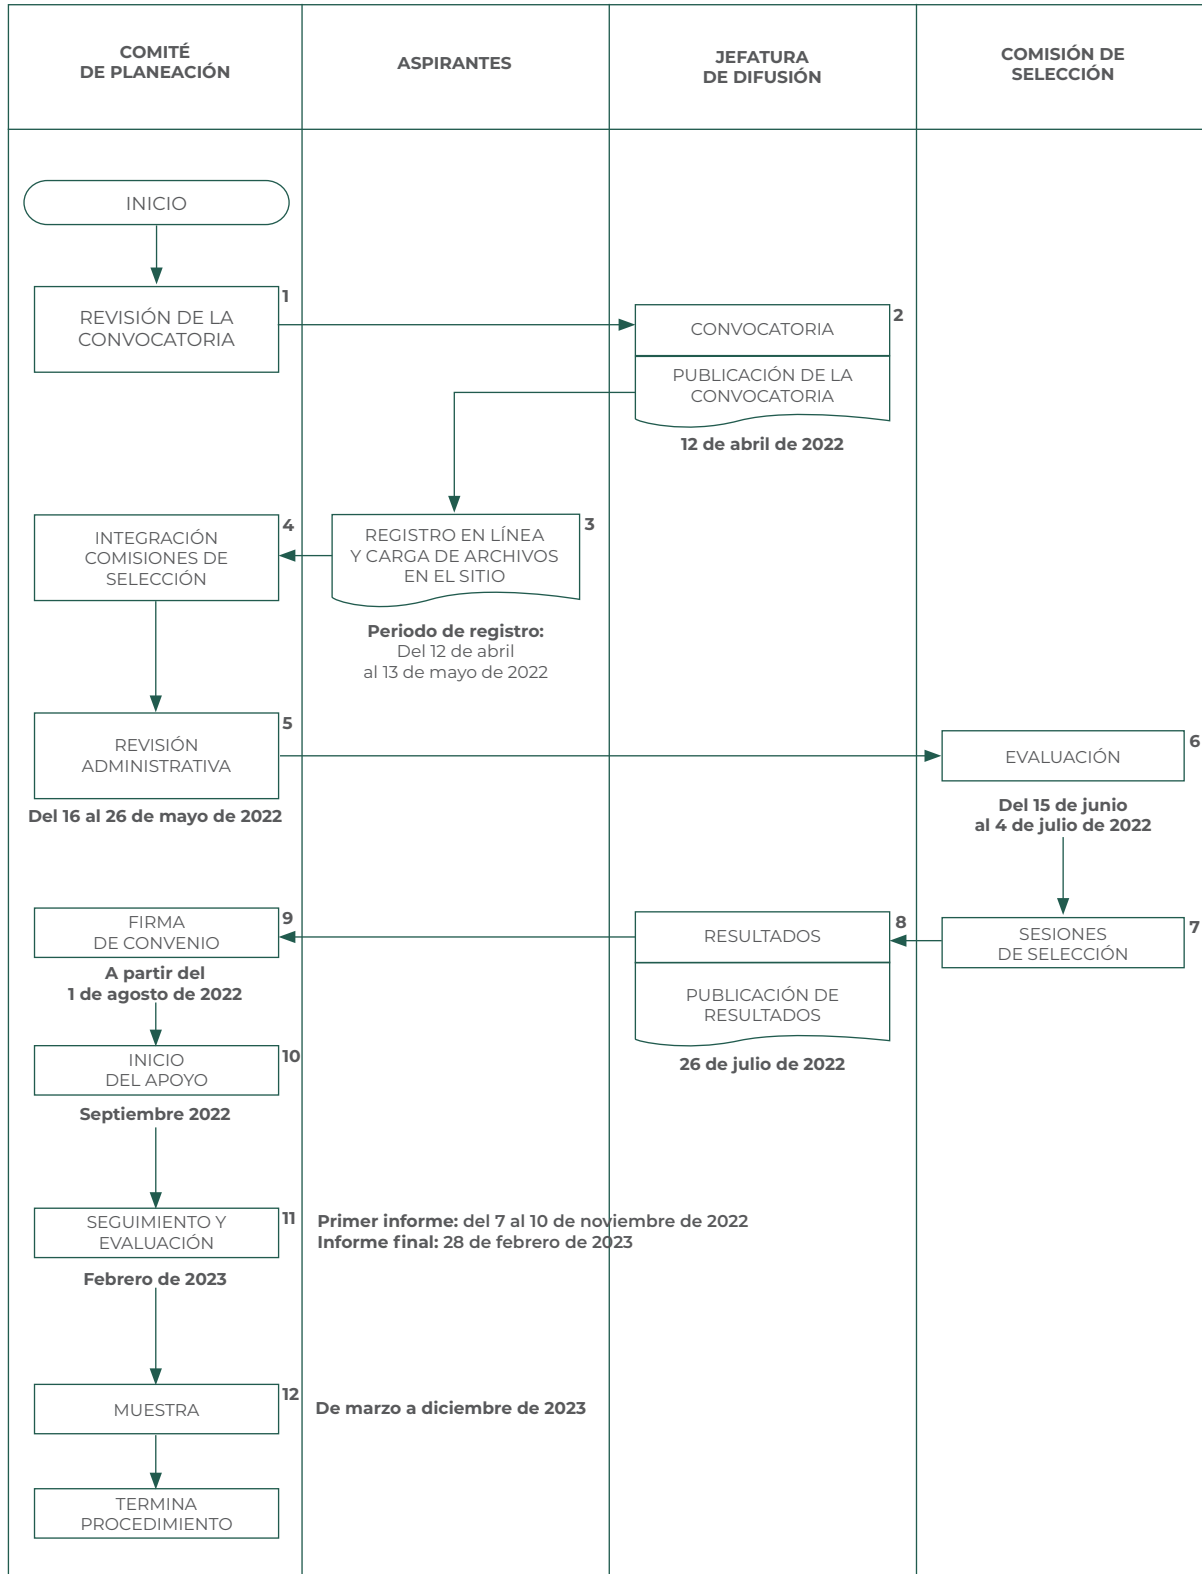 COMITÉ
DE PLANEACIÓN
ASPIRANTES
JEFATURA
DE DIFUSIÓN
COMISIÓN DE
SELECCIÓN
INICIO
1
REVISIÓN DE LA
CONVOCATORIA
2
CONVOCATORIA
PUBLICACIÓN DE LA
CONVOCATORIA
12 de abril de 2022
3
REGISTRO EN LÍNEA
Y CARGA DE ARCHIVOS
EN EL SITIO
Periodo de registro:
Del 12 de abril
al 13 de mayo de 2022
4
INTEGRACIÓN
COMISIONES DE
SELECCIÓN
5
REVISIÓN
ADMINISTRATIVA
Del 16 al 26 de mayo de 2022
6
EVALUACIÓN
Del 15 de junio
al 4 de julio de 2022
7
SESIONES
DE SELECCIÓN
8
RESULTADOS
PUBLICACIÓN DE
RESULTADOS
26 de julio de 2022
9
FIRMA
DE CONVENIO
A partir del
1 de agosto de 2022
10
INICIO
DEL APOYO
Septiembre 2022
11
SEGUIMIENTO Y
EVALUACIÓN
Primer informe: del 7 al 10 de noviembre de 2022
Informe final: 28 de febrero de 2023
Febrero de 2023
12
MUESTRA
De marzo a diciembre de 2023
TERMINA
PROCEDIMIENTO